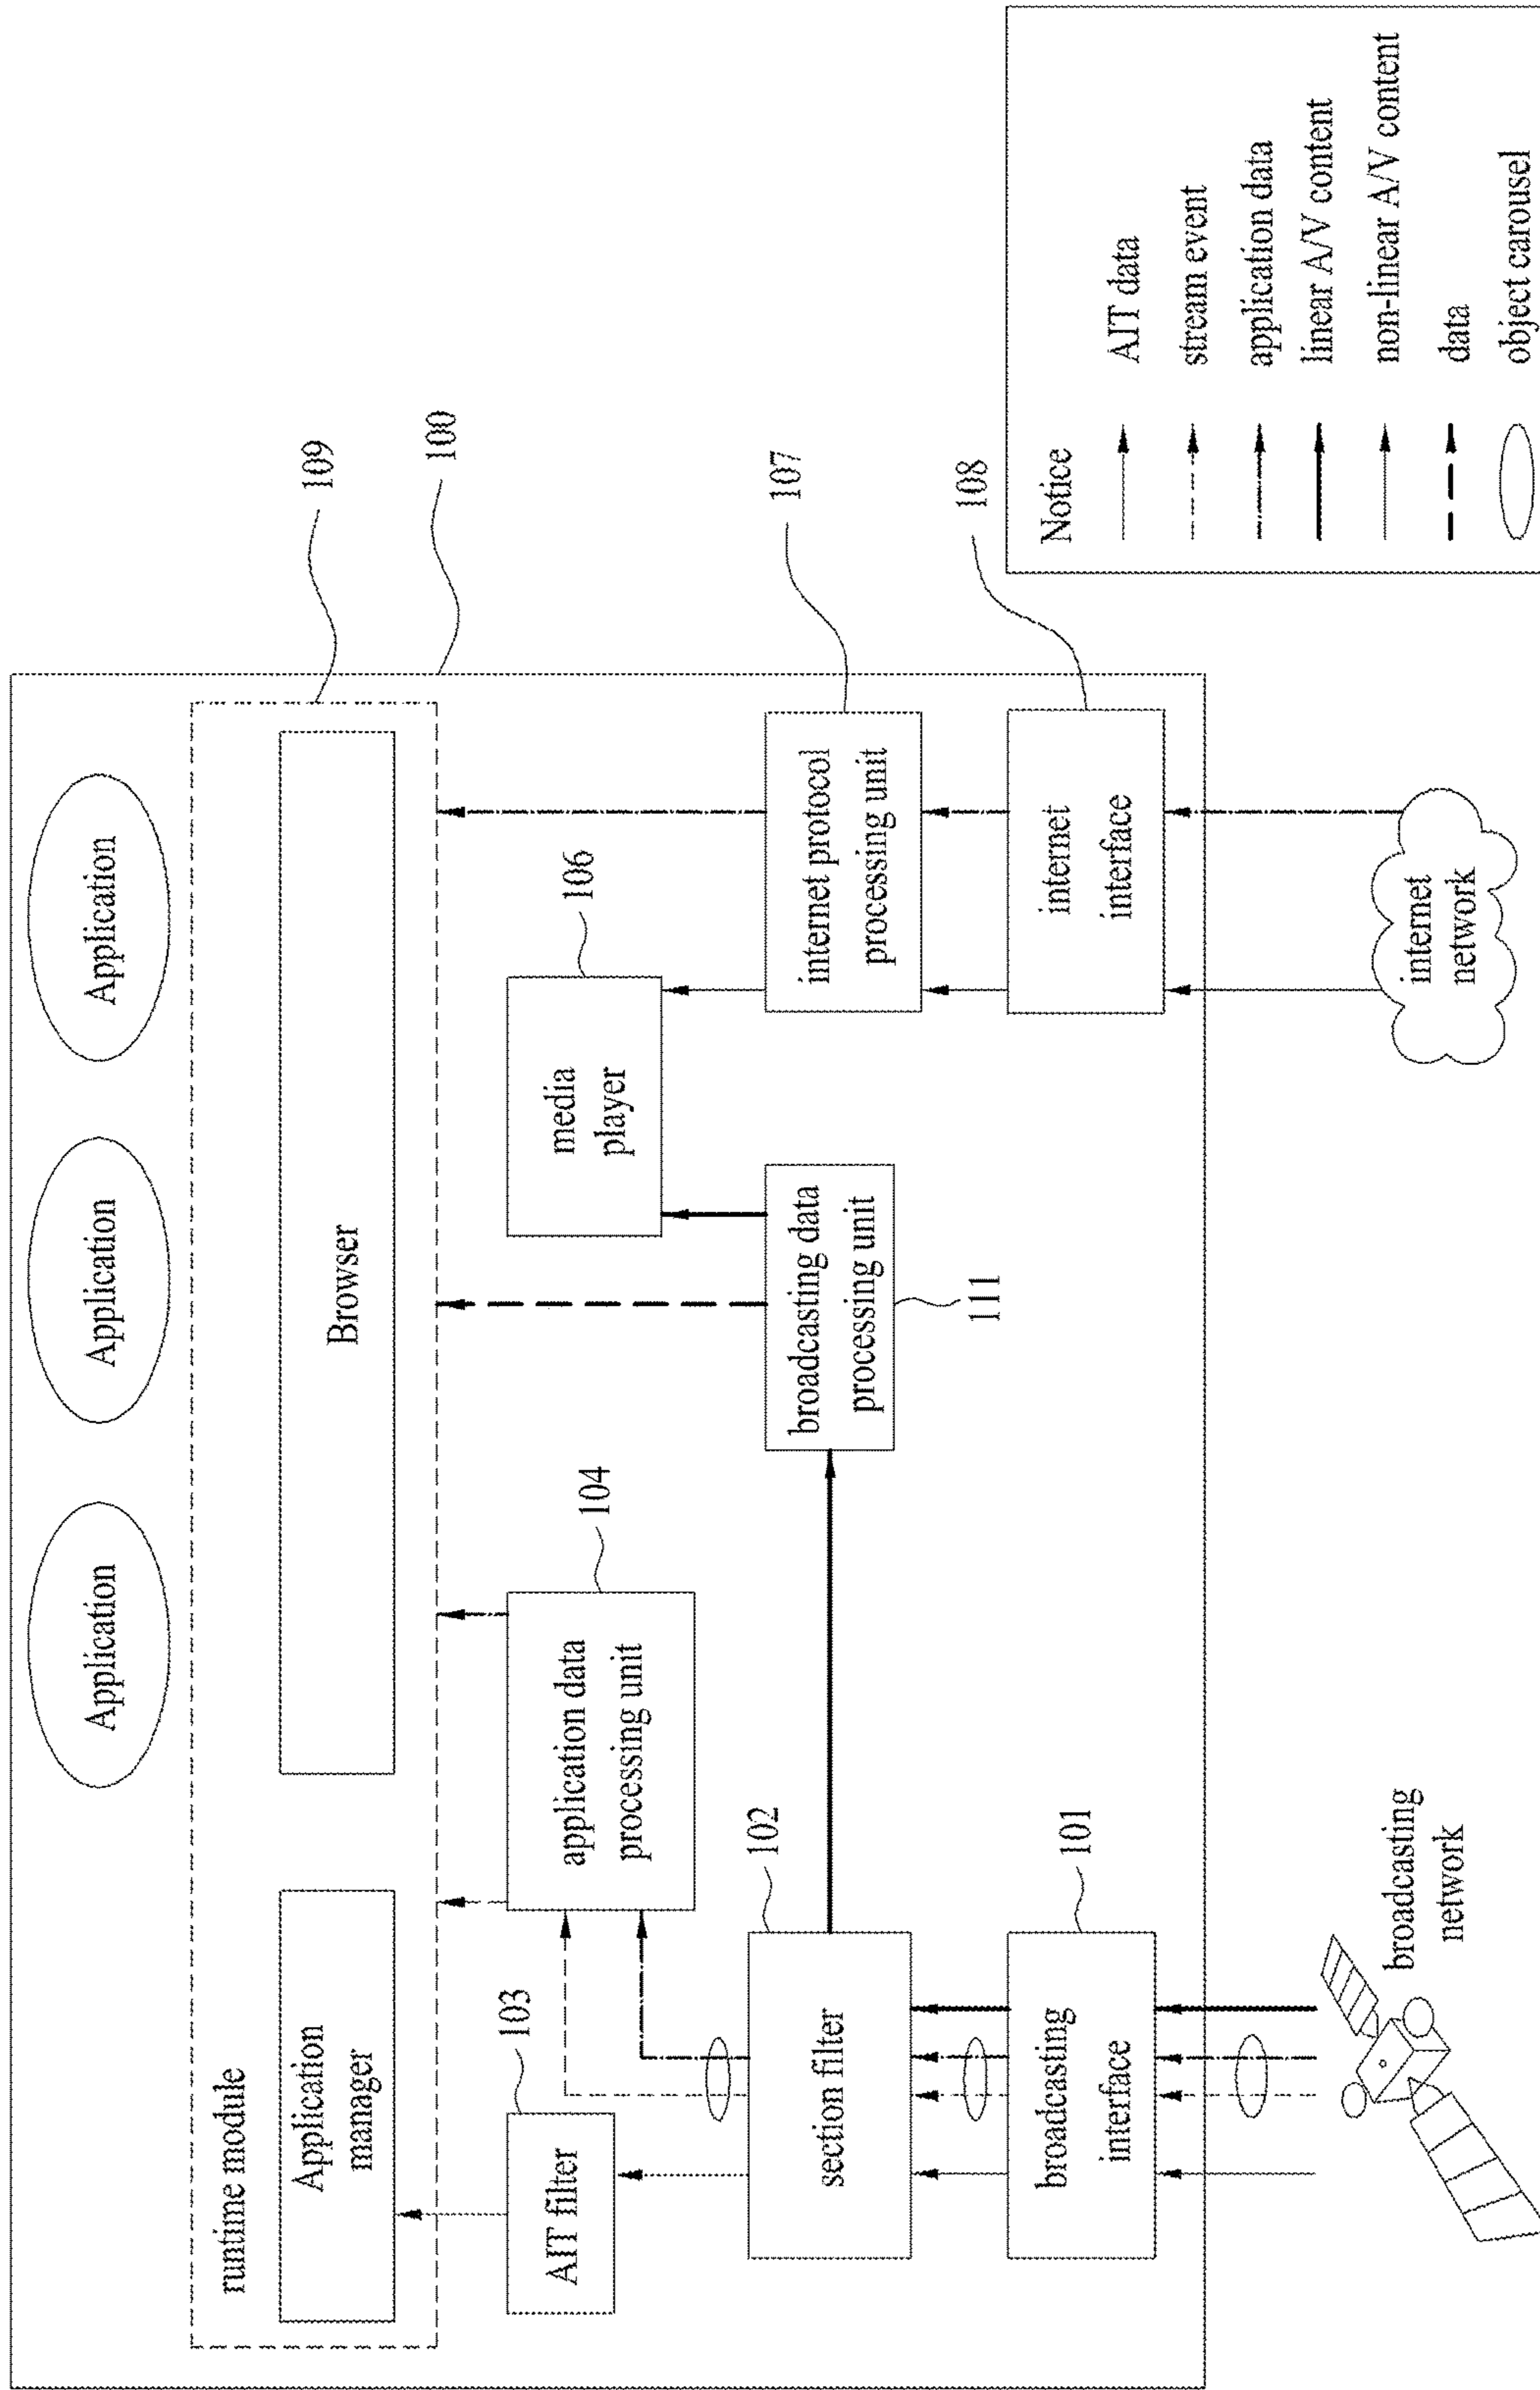 Application
Application
Application
109
100
runtime module
Application
manager
Browser
103
AIT filter
104
application data
processing unit
106
media
player
107
internet protocol
processing unit
102
section filter
broadcasting data
processing unit
111
108
101
broadcasting
interface
internet
interface
broadcasting
network
internet
network
Notice
AIT data
stream event
application data
linear A/V content
non-linear A/V content
data
object carousel